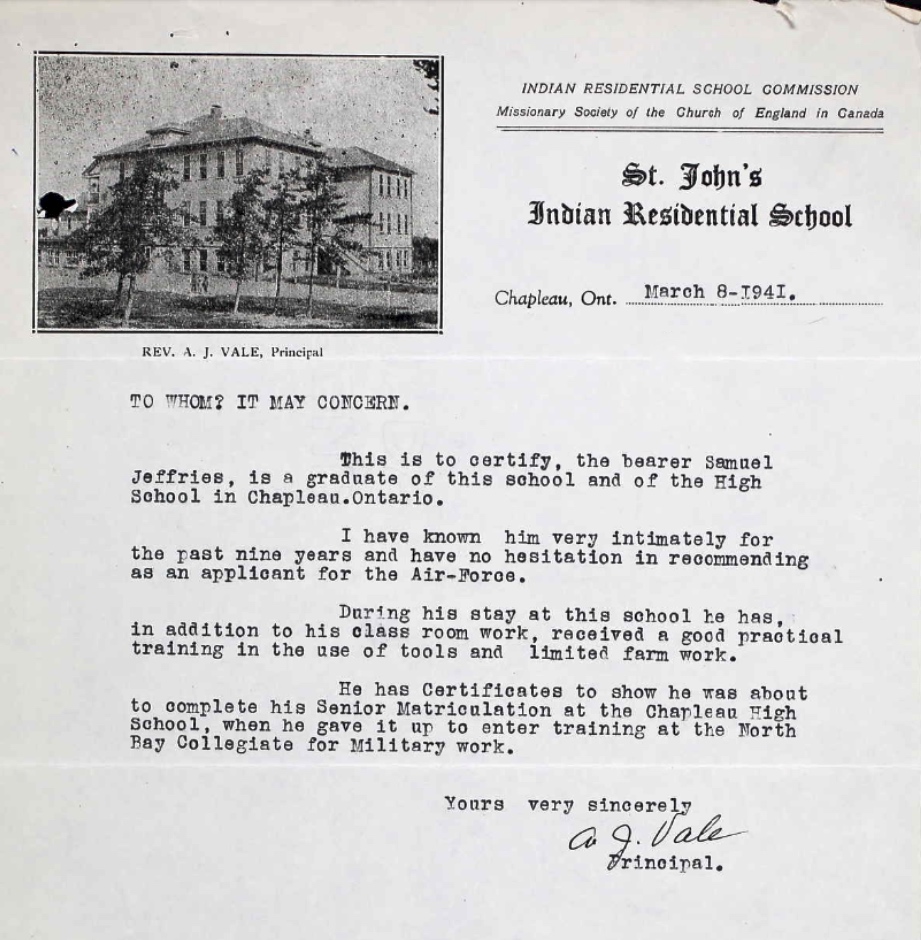 INDIAN RESIDENTIAL SCHOOL COMMISSION
Missionary Society of the Church of England in Canada
St. John's
Indian Residential School
Chapleau, Ont. March 8-I94I.
REV. A. J. VALE, Principal
TO WHOM? IT MAY CONCERN.
This is to certify, the bearer Samuel
Jeffries, is a graduate of this school and of the High
School in Chapleau.Ontario.
I have known him very intimately for
the past nine years and have no hesitation in recommending
as an applicant for the Air-Force.
During his stay at this school he has,
in addition to his class room work, received a good practical
training in the use of tools and limited farm work.
He has Certificates to show he was about
to complete his Senior Matriculation at the Chapleau High
School, when he gave it up to enter training at the North
Bay Collegiate for Military work.
Yours very sincerely
A J. Vale
Principal.